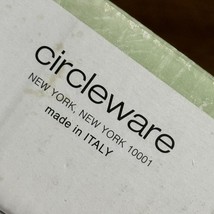 circleware
NEW YORK, NEW YORK 10001
made in ITALY